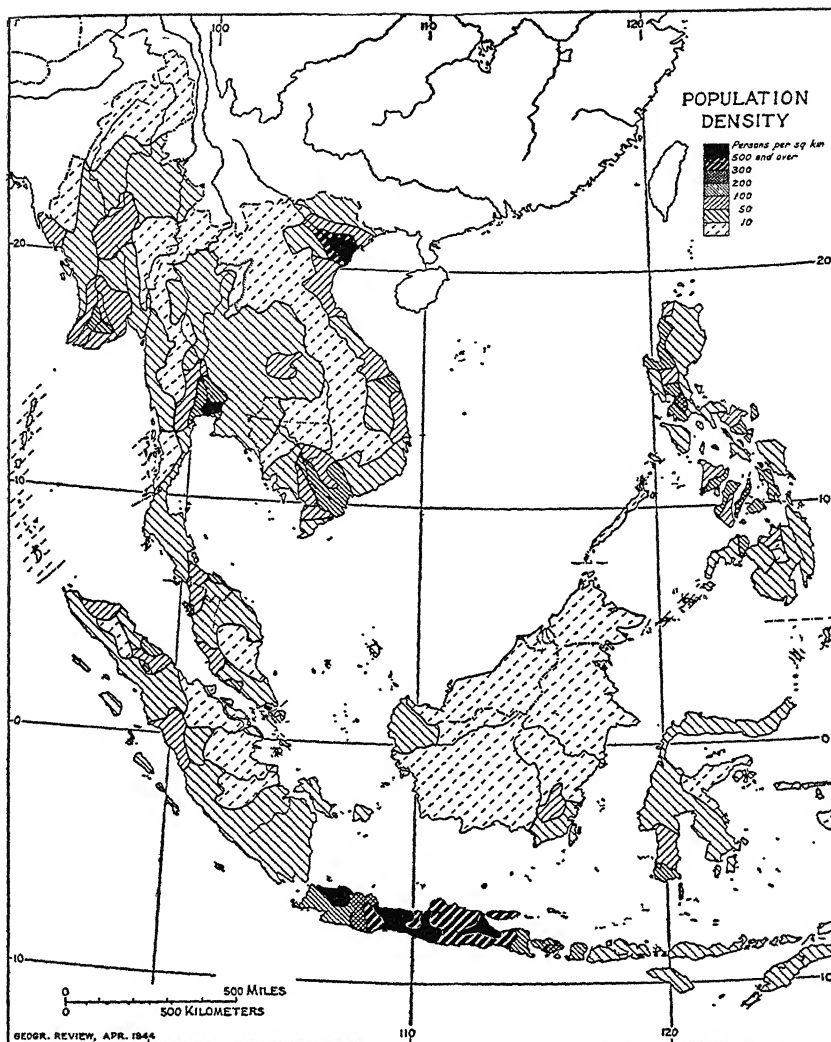 100
110
120
POPULATION
DENSITY
Persons per sq km
500 and over
300
200
100
50
10
20
20
10
10
0
0
10
10
0 500 MILES
0 500 KILOMETERS
110
120
GEOGR. REVIEW, APR. 1944